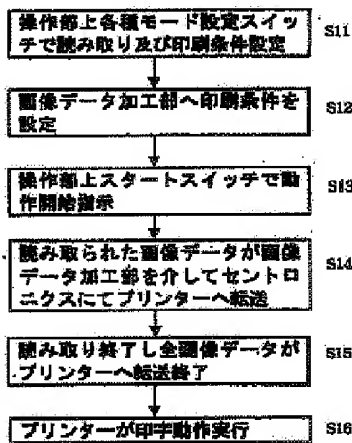 操作部上各種モード設定スイッ
チで読み取り及び印刷条件設定
S11
画像データ加工部へ印刷条件を
設定
S12
操作部上スタートスイッチで動
作開始指示
S13
読み取られた画像データが画像
データ加工部を介してセントロ
ニクスにてプリンターへ転送
S14
読み取り終了し全画像データが
プリンターへ転送終了
S15
プリンターが印字動作実行
S16